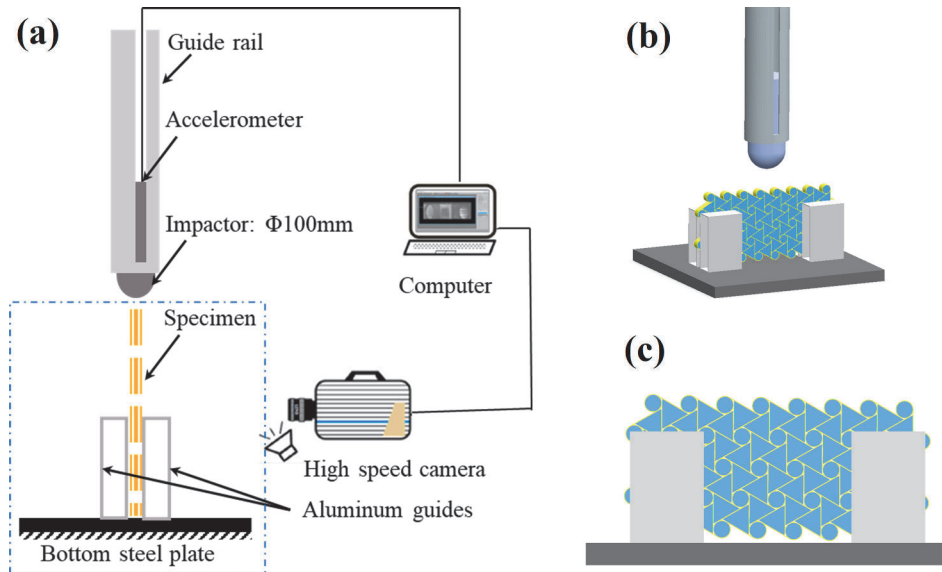 (a)
Guide rail
Accelerometer
Impactor: Φ100mm
Computer
Specimen
High speed camera
Aluminum guides
Bottom steel plate
(b)
(c)